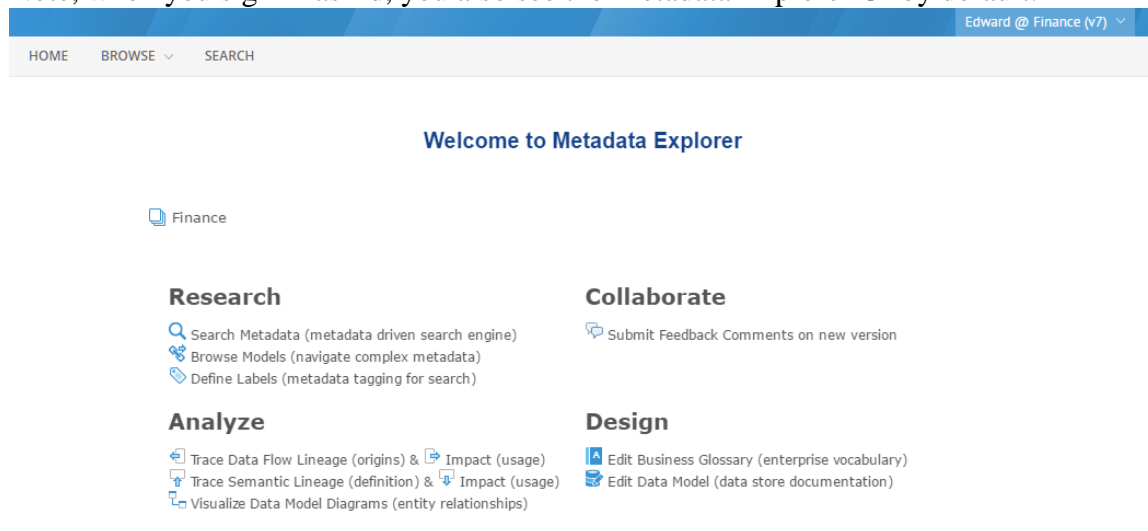 Edward @ Finance (v7)
HOME BROWSE SEARCH
Welcome to Metadata Explorer
Finance
Research
Search Metadata (metadata driven search engine)
Browse Models (navigate complex metadata)
Define Labels (metadata tagging for search)
Collaborate
Submit Feedback Comments on new version
Analyze
Trace Data Flow Lineage (origins) & Impact (usage)
Trace Semantic Lineage (definition) & Impact (usage)
Visualize Data Model Diagrams (entity relationships)
Design
Edit Business Glossary (enterprise vocabulary)
Edit Data Model (data store documentation)